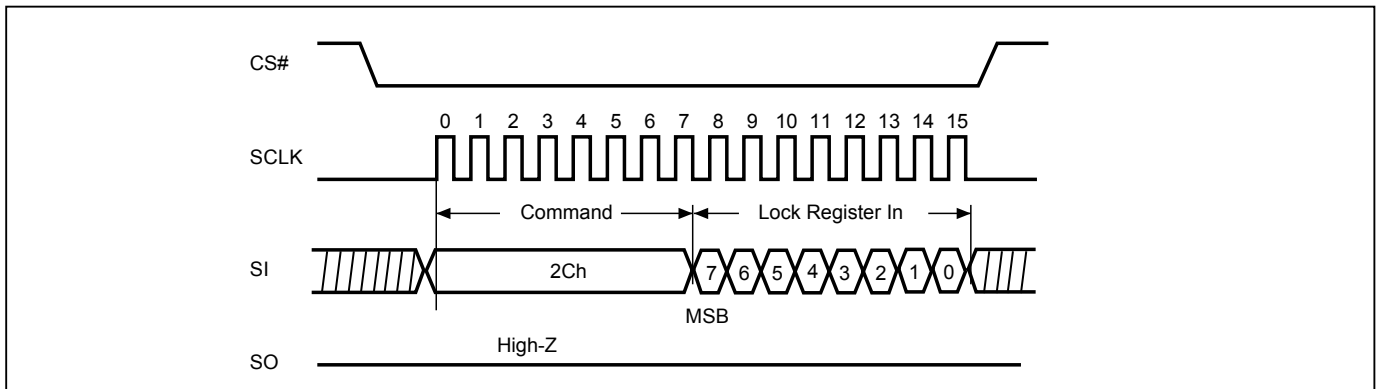 CS#
0 1 2 3 4 5 6 7 8 9 10 11 12 13 14 15
SCLK
Command Lock Register In
SI 2Ch 7 6 5 4 3 2 1 0
MSB
High-Z
SO